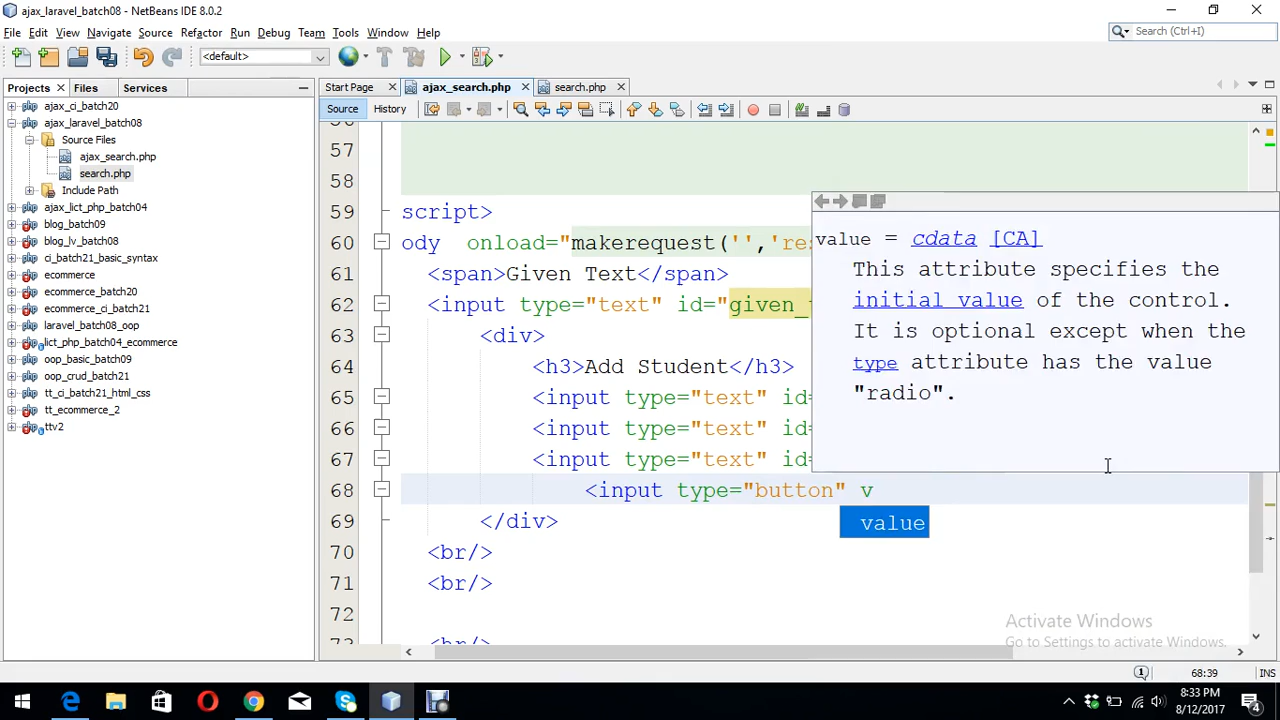 ajax_laravel_batch08 - NetBeans IDE 8.0.2
File Edit View Navigate Source Refactor Run Debug Team Tools Window Help
Search (Ctrl+I)
<default>
Projects Files Services
Start Page ajax_search.php search.php
Source History
ajax_ci_batch20
ajax_laravel_batch08
Source Files
ajax_search.php
search.php
Include Path
ajax_lict_php_batch04
blog_batch09
blog_lv_batch08
ci_batch21_basic_syntax
ecommerce
ecommerce_batch20
ecommerce_ci_batch21
laravel_batch08_oop
lict_php_batch04_ecommerce
oop_basic_batch09
oop_crud_batch21
tt_ci_batch21_html_css
tt_ecommerce_2
ttv2
57
58
59 script>
60 ody onload="makerequest('','res
61 <span>Given Text</span>
62 <input type="text" id="given_
63 <div>
64 <h3>Add Student</h3>
65 <input type="text" id=
66 <input type="text" id=
67 <input type="text" id=
68 <input type="button" v
69 </div>
70 <br/>
71 <br/>
72
73 <br/>
value = cdata [CA]
This attribute specifies the
initial value of the control.
It is optional except when the
type attribute has the value
"radio".
value
Activate Windows
Go to Settings to activate Windows.
1 68:39 INS
8:33 PM
8/12/2017
4